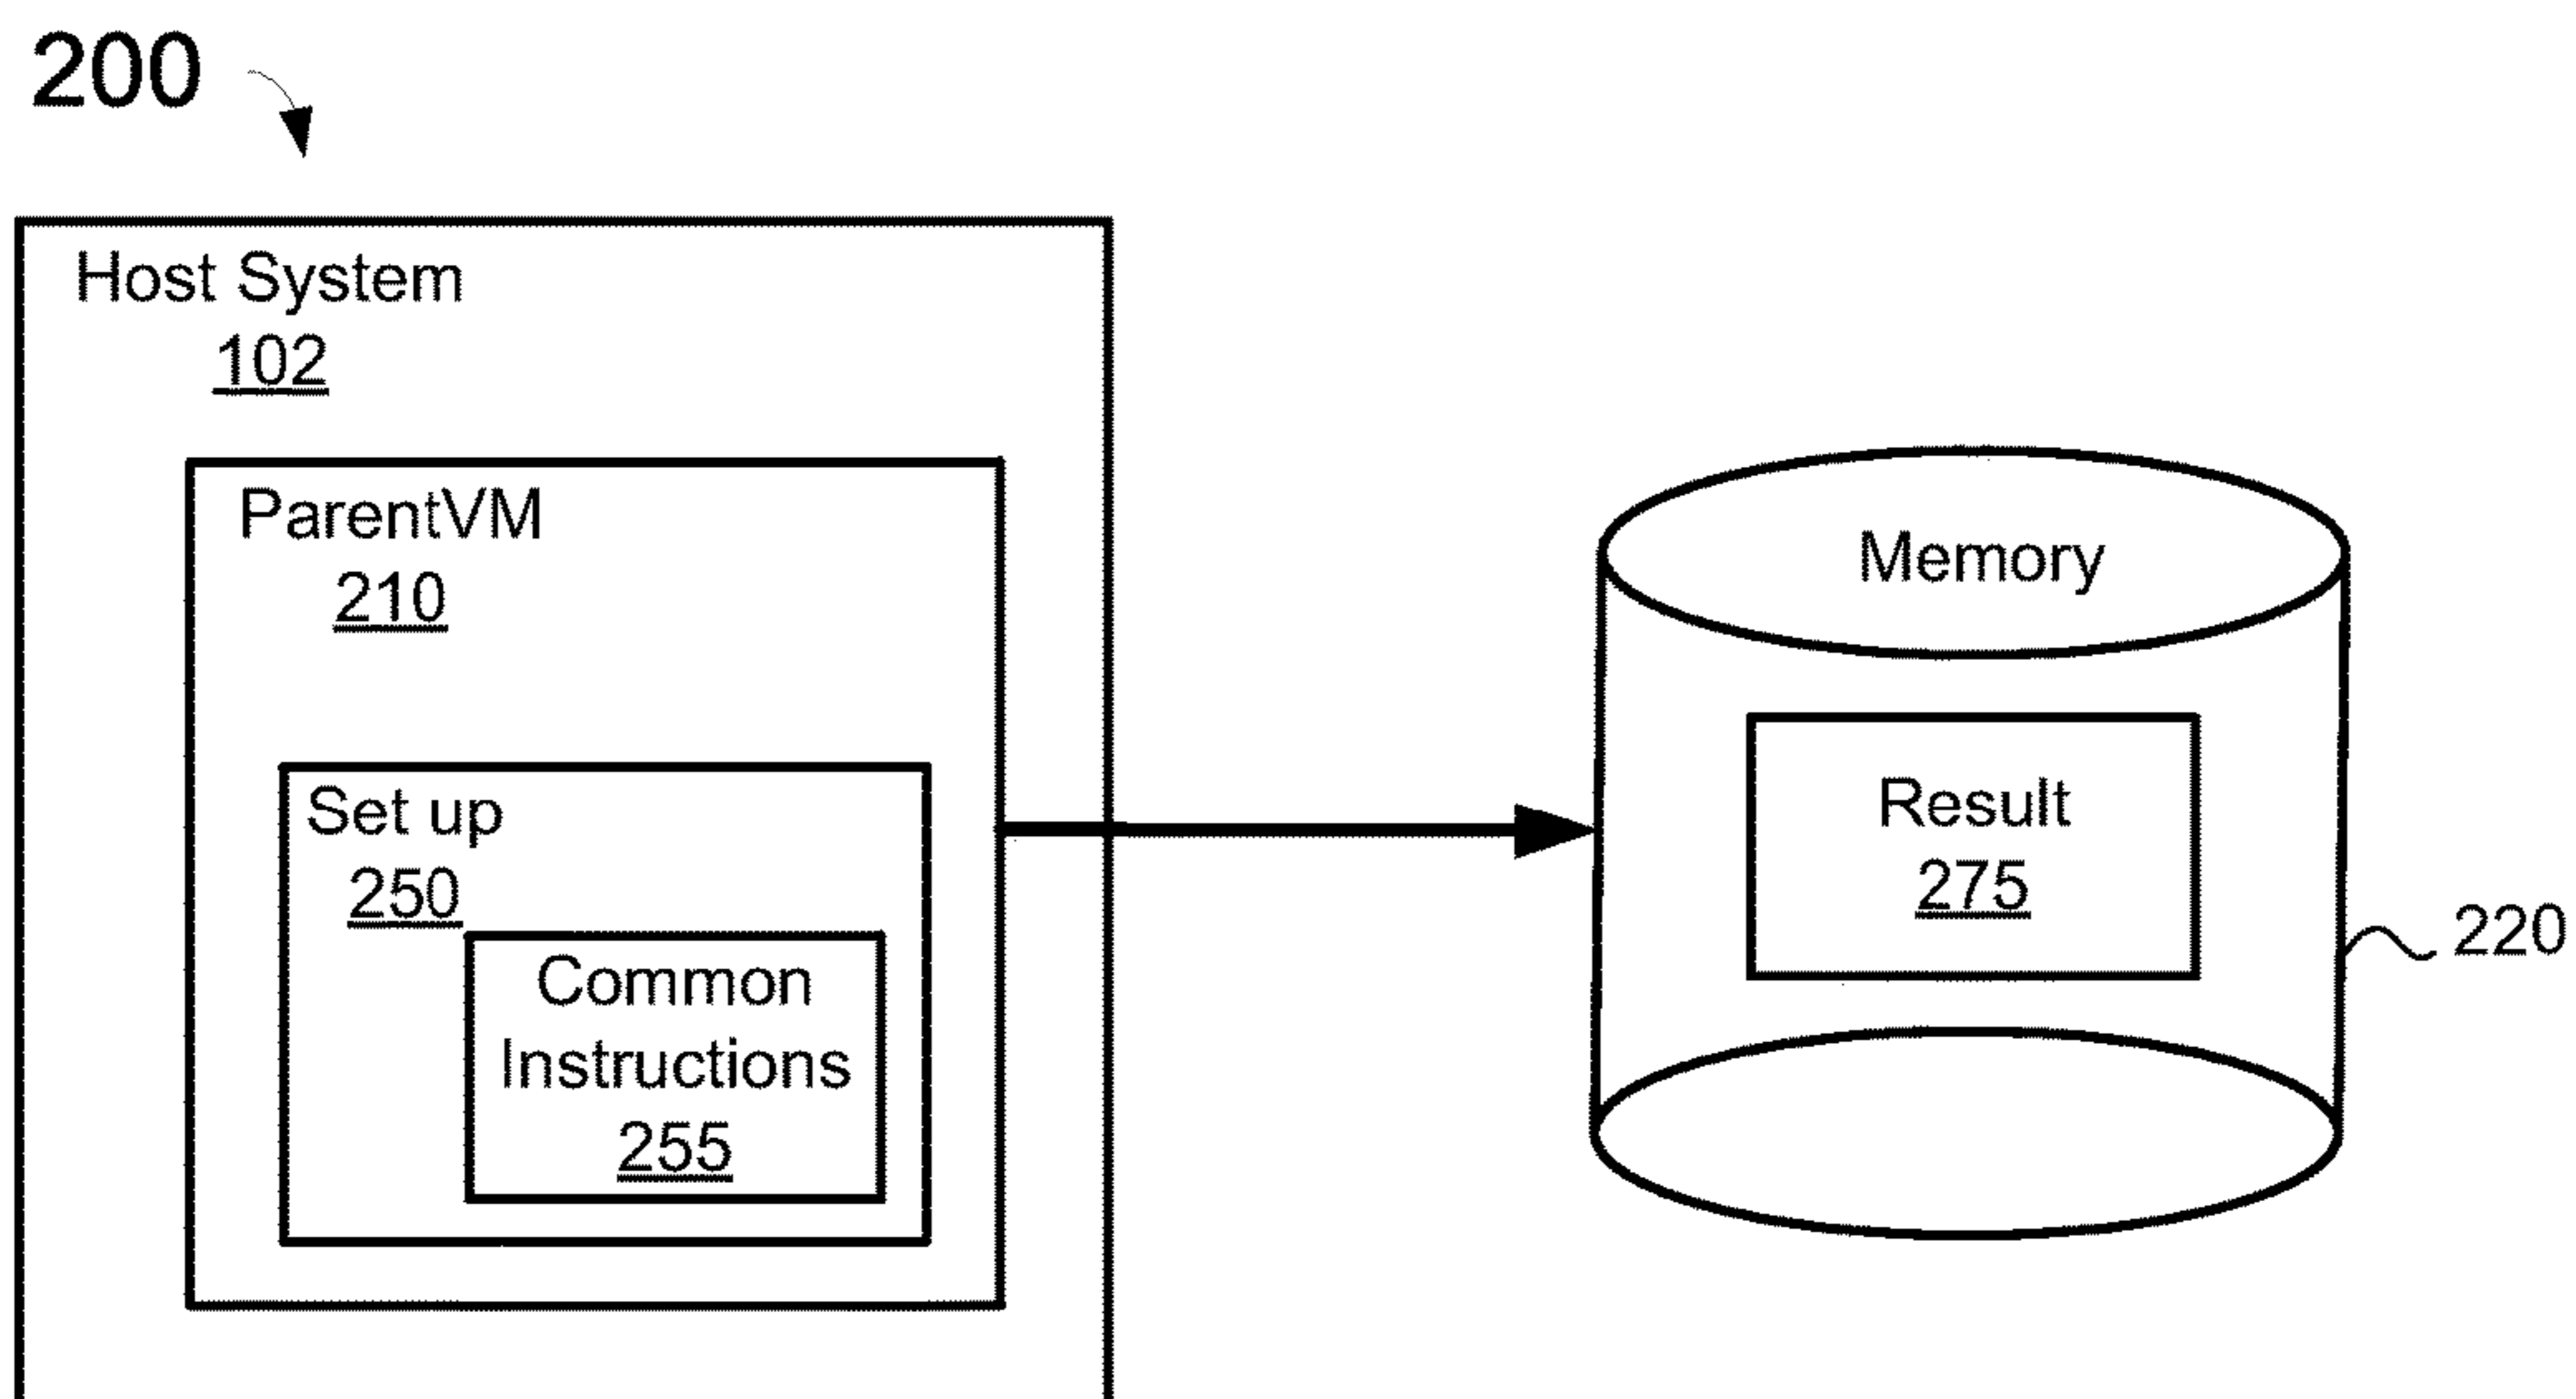 200
Host System
102
ParentVM
210
Set up
250
Common
Instructions
255
Memory
Result
275
220